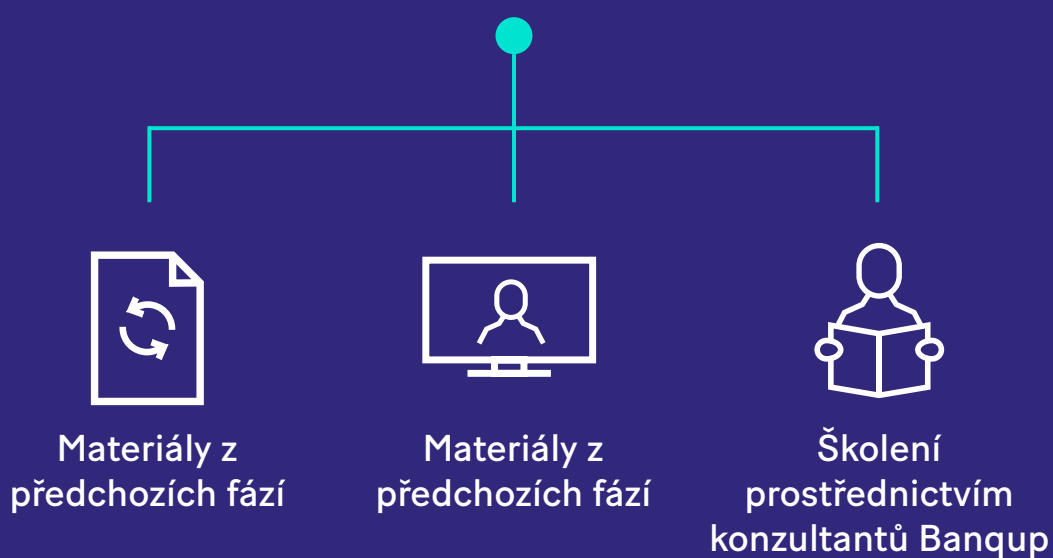 Materiály z
předchozích fází
Materiály z
předchozích fází
Školení
prostřednictvím
konzultantů Banqup